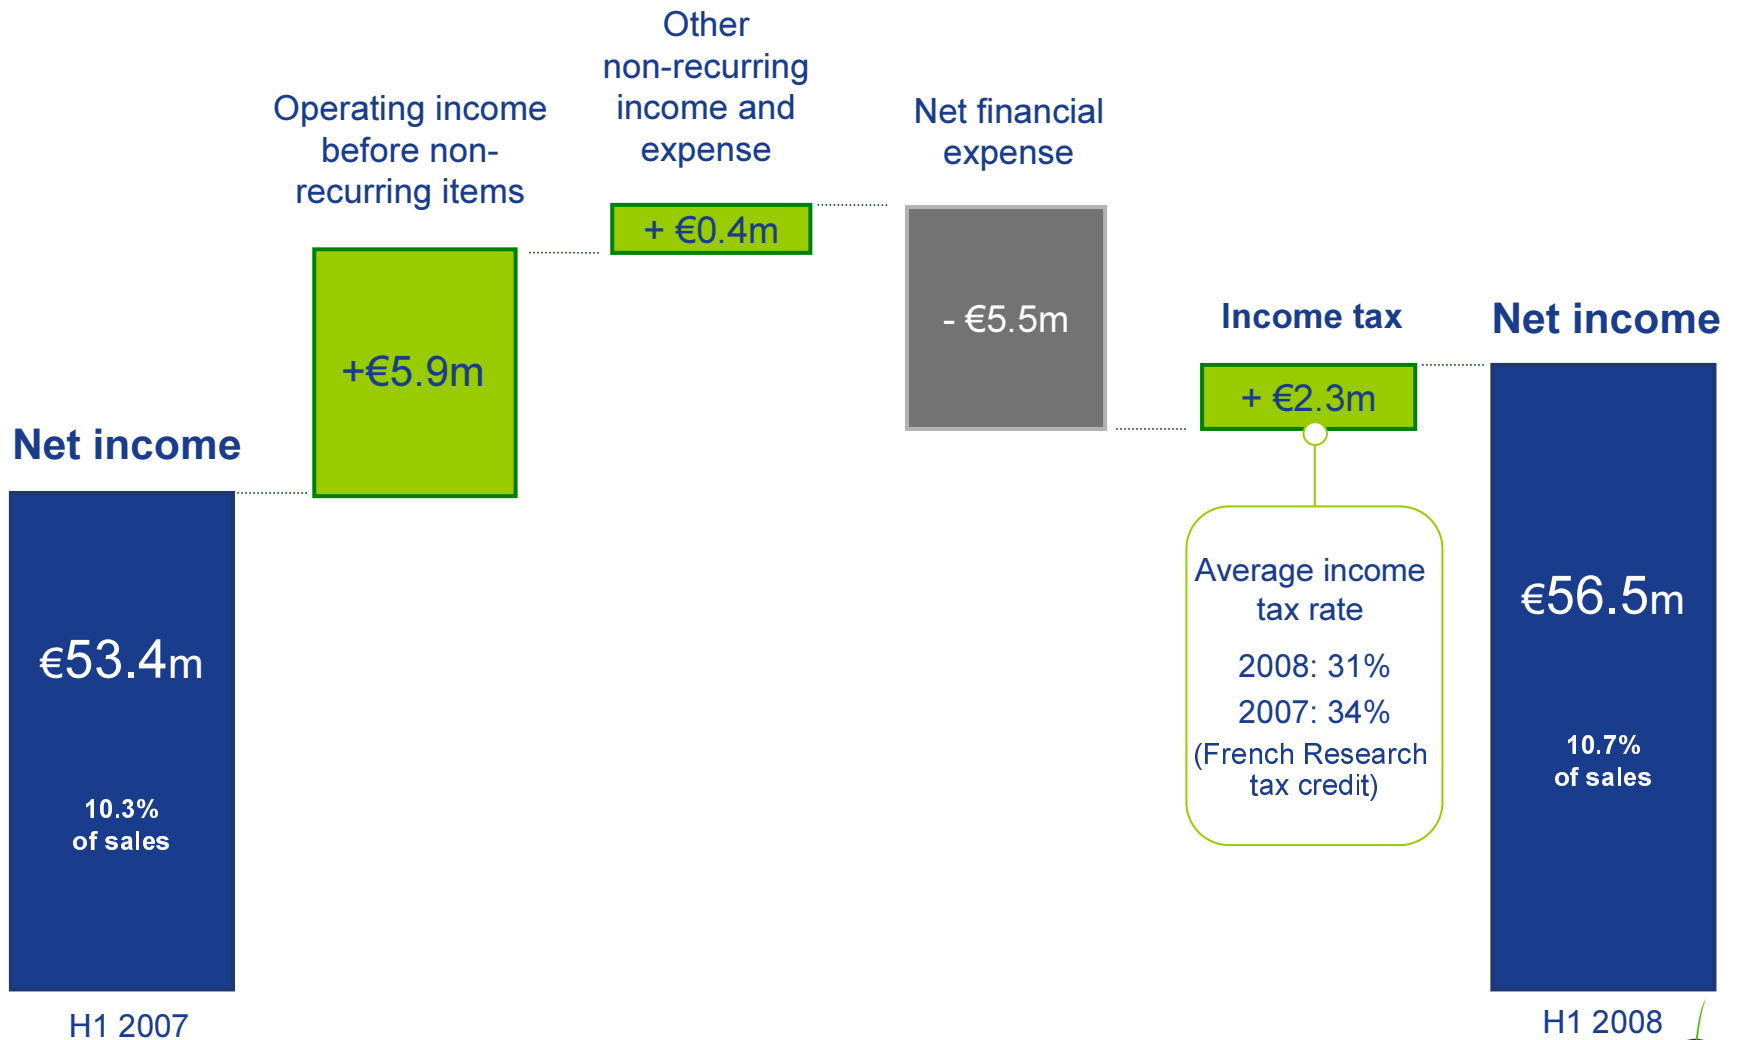 Other
non-recurring
income and
expense
Operating income
before non-
recurring items
Net financial
expense
+ €0.4m
- €5.5m
+€5.9m
Income tax
+ €2.3m
Net income
€53.4m
10.3%
of sales
H1 2007
Average income
tax rate
2008: 31%
2007: 34%
(French Research
tax credit)
Net income
€56.5m
10.7%
of sales
H1 2008